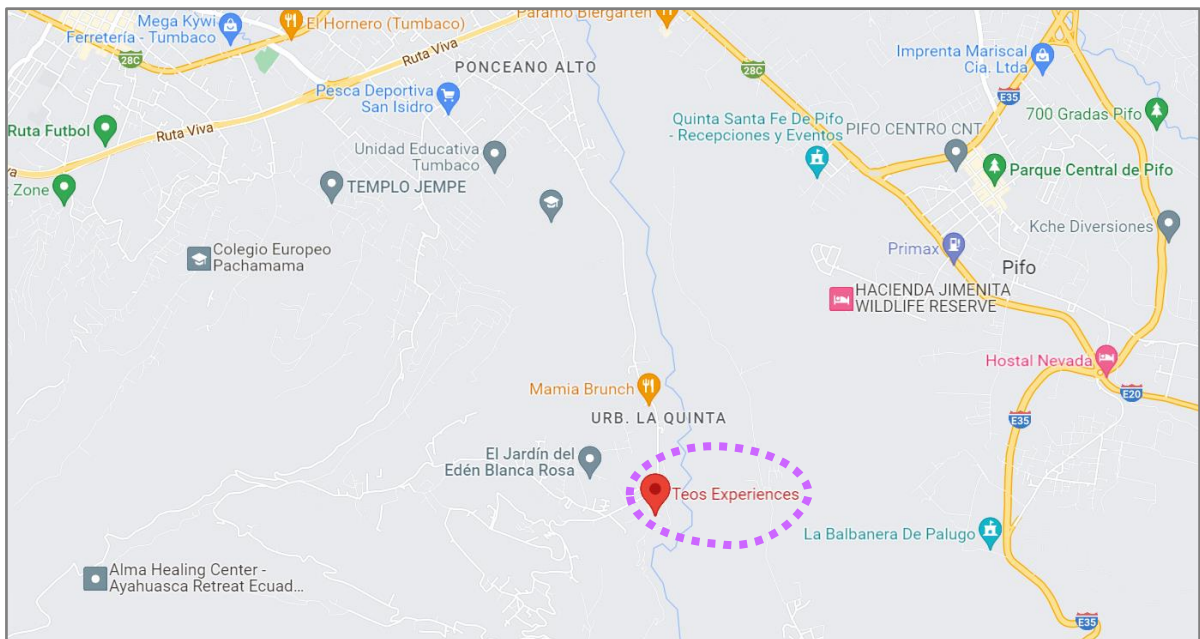 Mega Kywi
Ferretería - Tumbaco
El Hornero (Tumbaco)
Páramo Biergarten
28C
Ruta Viva
PONCEANO ALTO
28C
Imprenta Mariscal
Cia. Ltda
E35
Pesca Deportiva
San Isidro
700 Gradas Pifo
Ruta Futbol
Ruta Viva
Quinta Santa Fe De Pifo
- Recepciones y Eventos
PIFO CENTRO CNT
Unidad Educativa
Tumbaco
Parque Central de Pifo
Zone
TEMPLO JEMPE
Kche Diversiones
Colegio Europeo
Pachamama
Primax
Pifo
HACIENDA JIMENITA
WILDLIFE RESERVE
Hostal Nevada
Mamia Brunch
E20
URB. LA QUINTA
E35
El Jardín del
Edén Blanca Rosa
Teos Experiences
La Balbanera De Palugo
Alma Healing Center -
Ayahuasca Retreat Ecuad...
E35
E35